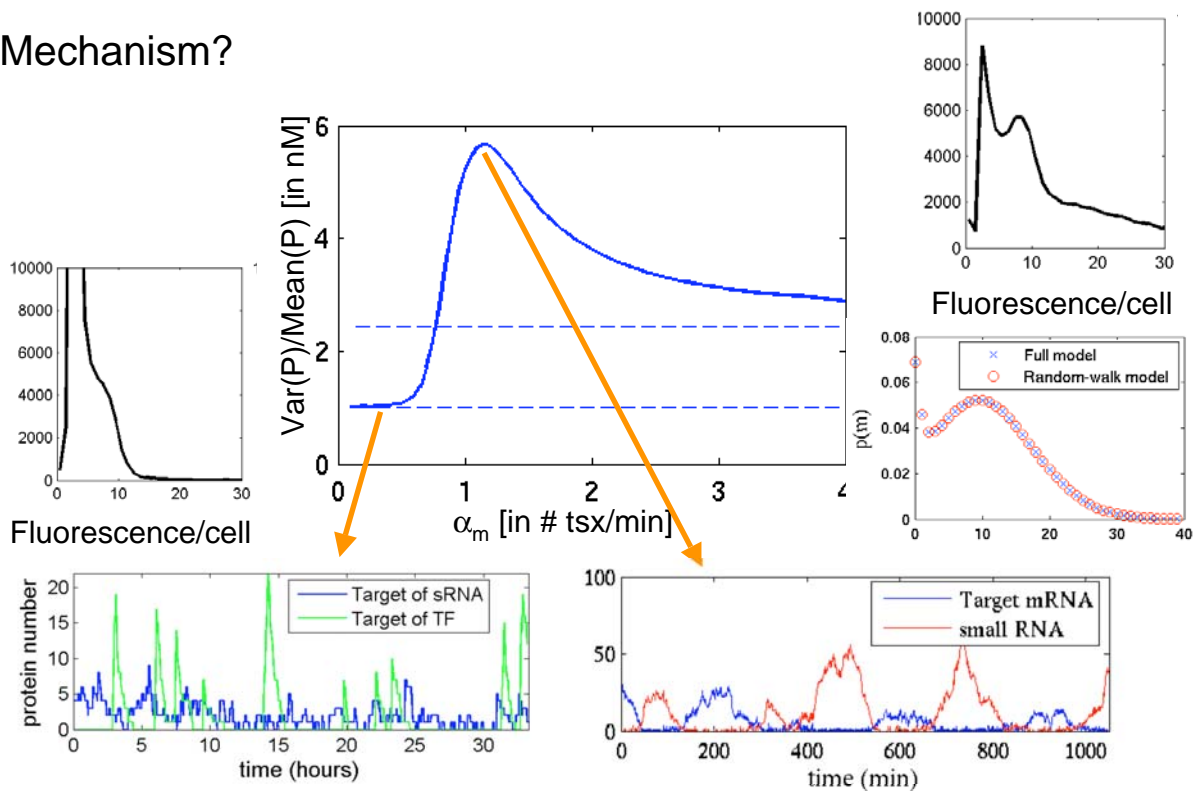 Mechanism?
10000
8000
6000
4000
2000
0
0 10 20 30
Fluorescence/cell
Var(P)/Mean(P) [in nM]
6
4
2
0
0 1 2 3 4
αm [in # tsx/min]
10000
8000
6000
4000
2000
0
0 10 20 30
Fluorescence/cell
p(m)
0.08
0.06
0.04
0.02
0
0 10 20 30 40
Full model
Random-walk model
protein number
20
15
10
5
0
0 5 10 15 20 25 30
time (hours)
Target of sRNA
Target of TF
100
50
0
0 200 400 600 800 1000
time (min)
Target mRNA
small RNA